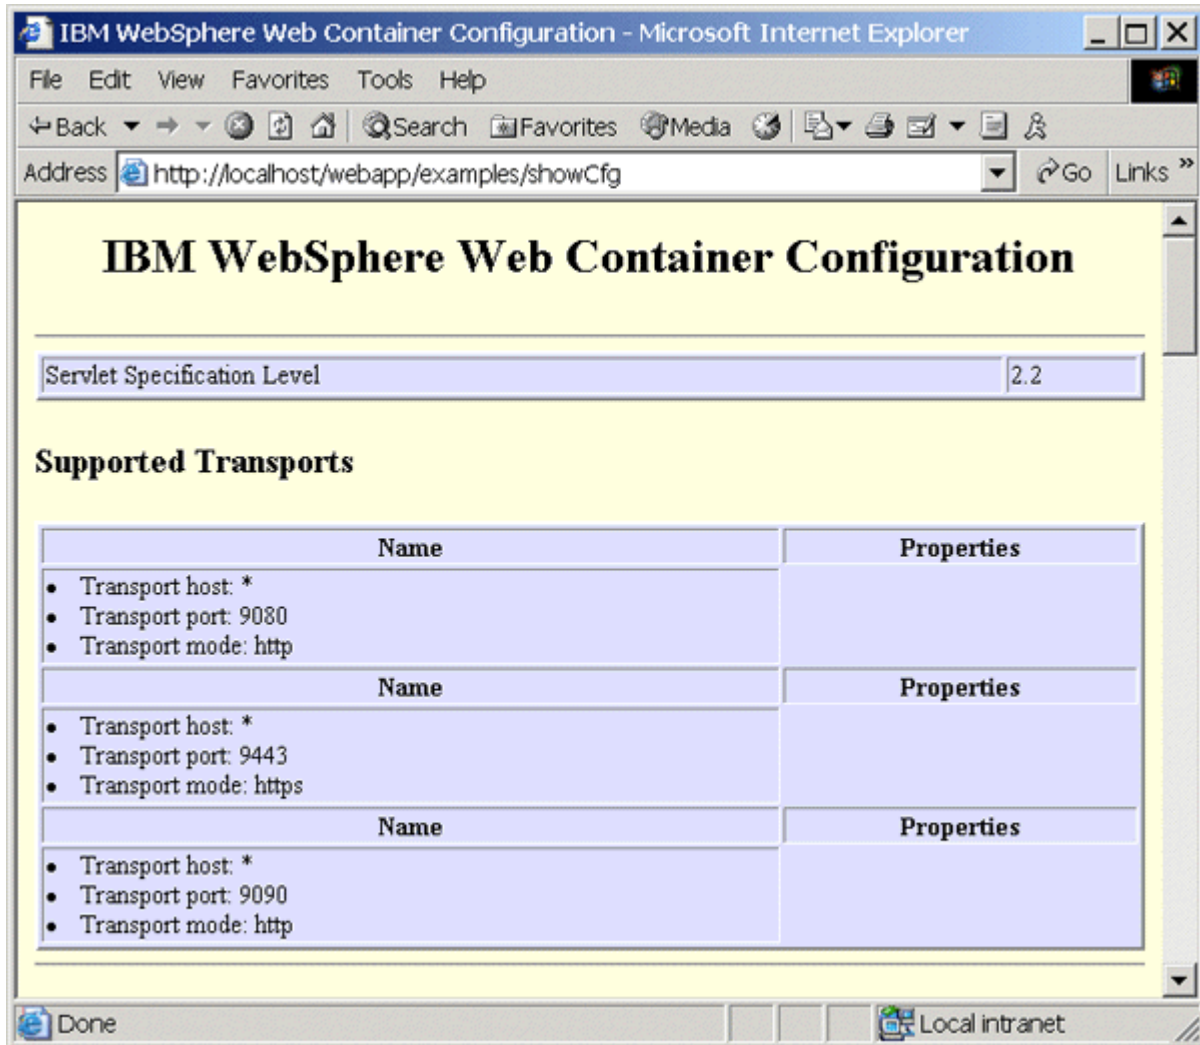 IBM WebSphere Web Container Configuration - Microsoft Internet Explorer
File Edit View Favorites Tools Help
Back Search Favorites Media
Address http://localhost/webapp/examples/showCfg Go Links »
IBM WebSphere Web Container Configuration
Servlet Specification Level 2.2
Supported Transports
Name Properties
• Transport host: *
• Transport port: 9080
• Transport mode: http
Name Properties
• Transport host: *
• Transport port: 9443
• Transport mode: https
Name Properties
• Transport host: *
• Transport port: 9090
• Transport mode: http
Done Local intranet